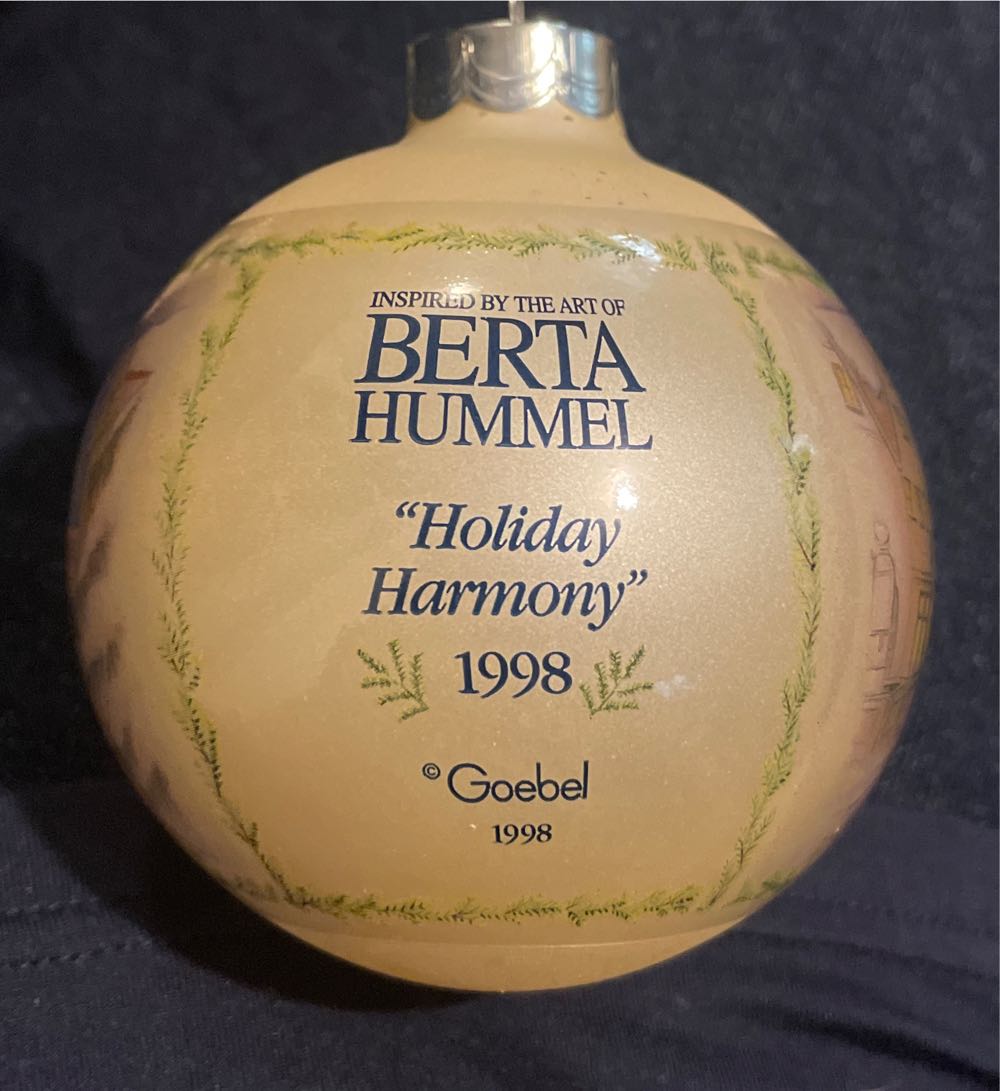 INSPIRED BY THE ART OF
BERTA
HUMMEL
“Holiday
Harmony”
1998
© Goebel
1998